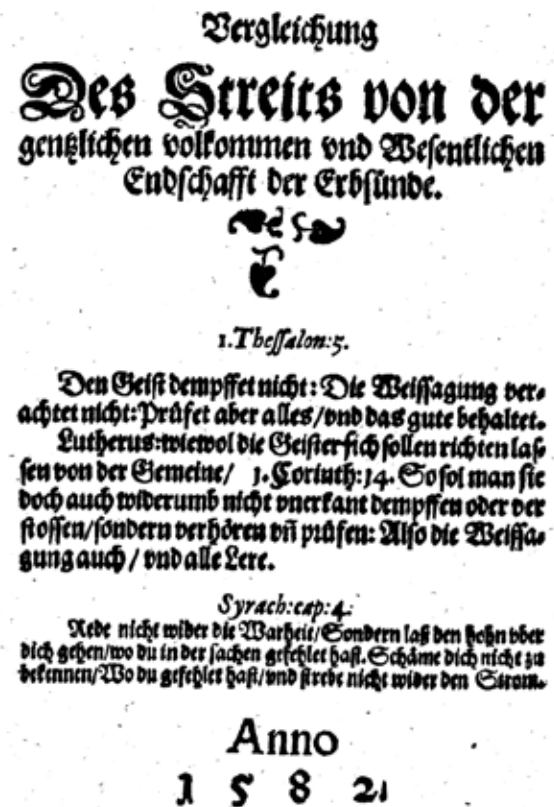 Vergleichung
Des Streits von der
gentzlichen volkommen vnd Wesentlichen
Endschafft der Erbsünde.
1.Thessalon:5.
Den Geist dempffet nicht: Die Weissagung ver-
achtet nicht: Prüfet aber alles/vnd das gute behaltet.
Lutherus: wiewol die Geister sich sollen richten las-
sen von der Gemeine/ 1. Corinth: 14. So sol man sie
doch auch widerumb nicht vnerkant dempffen oder ver
stossen/sondern verhören vñ prüfen: Also die Weissa-
gung auch / vnd alle Lere.
Syrach:cap:4:
Rede nicht wider die Warheit/Sondern laß den hohn vber
dich gehen/wo du in der sachen gefehlet hast. Schäme dich nicht zu
bekennen/Wo du gefehlet hast/vnd strebe nicht wider den Strom.
Anno
1582